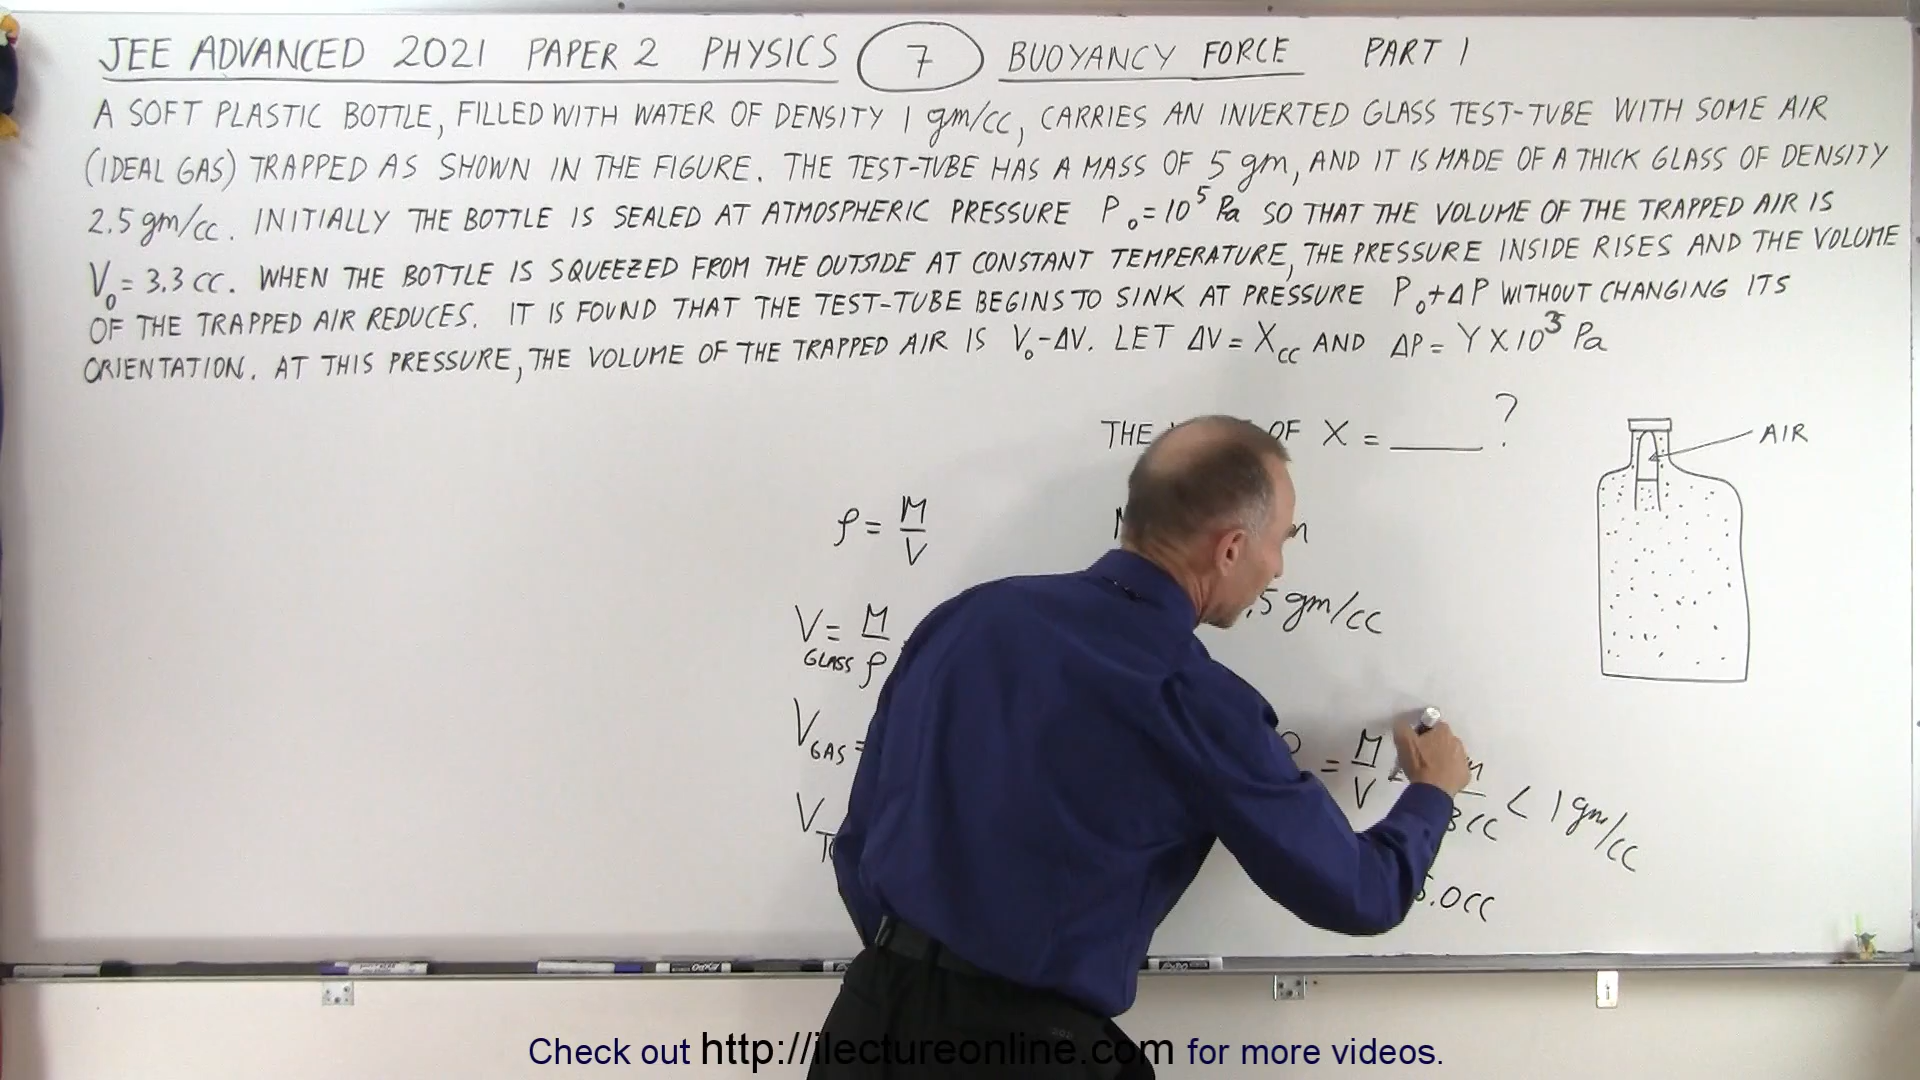 JEE ADVANCED 2021 PAPER 2 PHYSICS 7 BUOYANCY FORCE PART 1
A SOFT PLASTIC BOTTLE, FILLED WITH WATER OF DENSITY 1 gm/cc, CARRIES AN INVERTED GLASS TEST-TUBE WITH SOME AIR
(IDEAL GAS) TRAPPED AS SHOWN IN THE FIGURE. THE TEST-TUBE HAS A MASS OF 5 gm, AND IT IS MADE OF A THICK GLASS OF DENSITY
2.5 gm/cc. INITIALLY THE BOTTLE IS SEALED AT ATMOSPHERIC PRESSURE P₀ = 10⁵ Pa SO THAT THE VOLUME OF THE TRAPPED AIR IS
V₀ = 3.3 CC. WHEN THE BOTTLE IS SQUEEZED FROM THE OUTSIDE AT CONSTANT TEMPERATURE, THE PRESSURE INSIDE RISES AND THE VOLUME
OF THE TRAPPED AIR REDUCES. IT IS FOUND THAT THE TEST-TUBE BEGINS TO SINK AT PRESSURE P₀+ΔP WITHOUT CHANGING ITS
ORIENTATION. AT THIS PRESSURE, THE VOLUME OF THE TRAPPED AIR IS V₀-ΔV. LET ΔV = X cc AND ΔP = Y X 10³ Pa
THE OF X = ____ ?
AIR
ρ = M/V
.5 gm/cc
V GLASS = M/ρ
V GAS =
= M/V
cc < 1 gm/cc
V
.0cc
Check out http://ilectureonline.com for more videos.